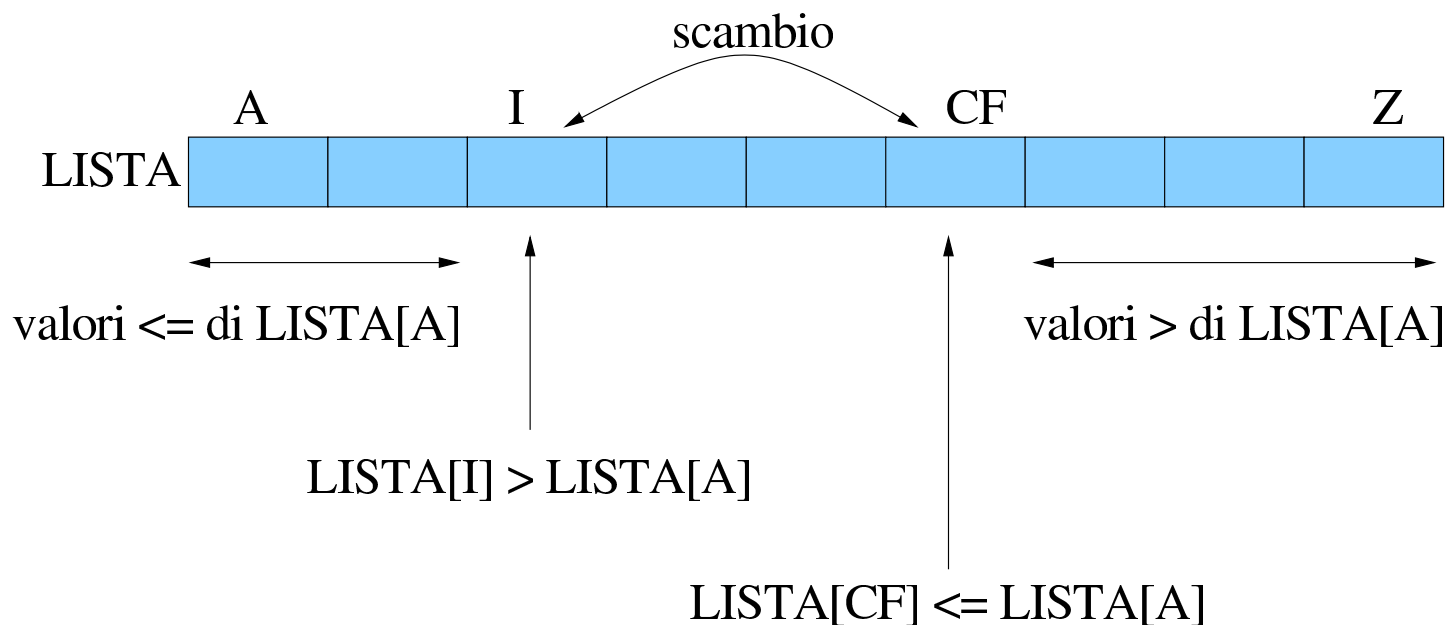 scambio
A I CF Z
LISTA
valori <= di LISTA[A] valori > di LISTA[A]
LISTA[I] > LISTA[A]
LISTA[CF] <= LISTA[A]